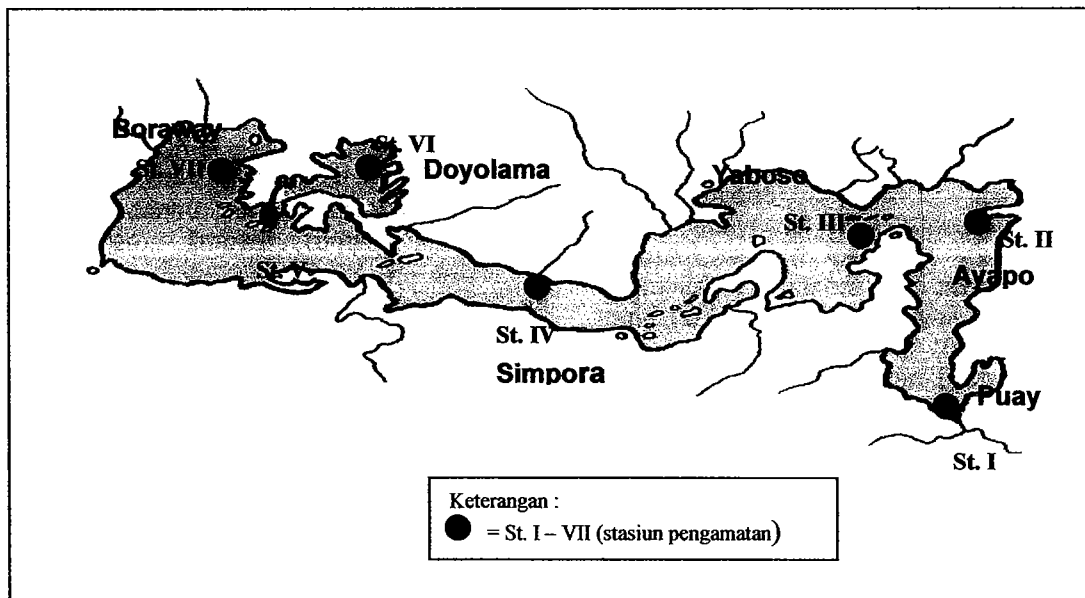 Boraway
St. VI
St. VII
Doyolama
Yaboso
St. III
St. II
St. V
Ayapo
St. IV
Simpora
Puay
St. I
Keterangan :
= St. I – VII (stasiun pengamatan)